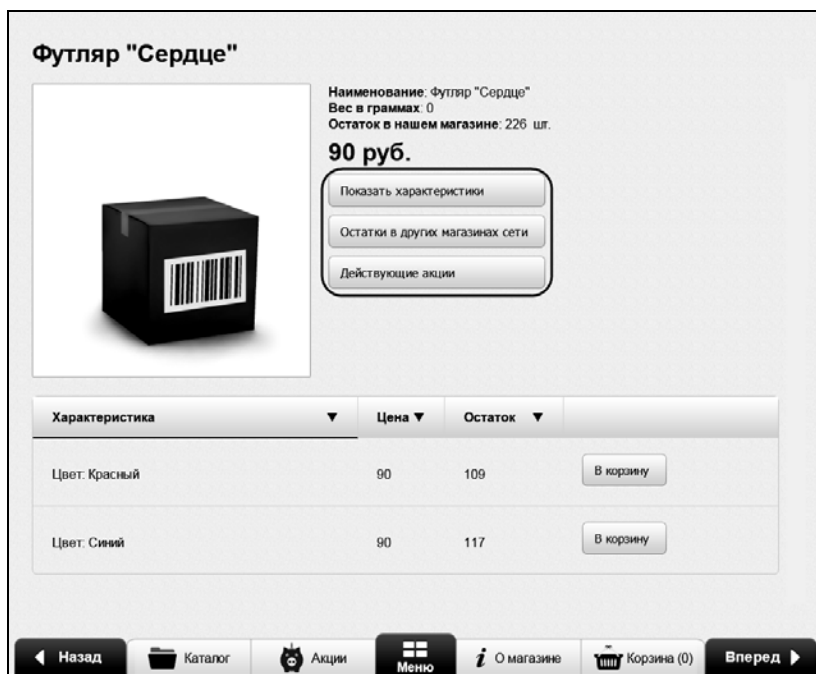 Футляр "Сердце"
Наименование: Футляр "Сердце"
Вес в граммах: 0
Остаток в нашем магазине: 226 шт.
90 руб.
Показать характеристики
Остатки в других магазинах сети
Действующие акции
Характеристика ▼ Цена ▼ Остаток ▼
Цвет: Красный 90 109 В корзину
Цвет: Синий 90 117 В корзину
Назад Каталог Акции Меню О магазине Корзина (0) Вперед